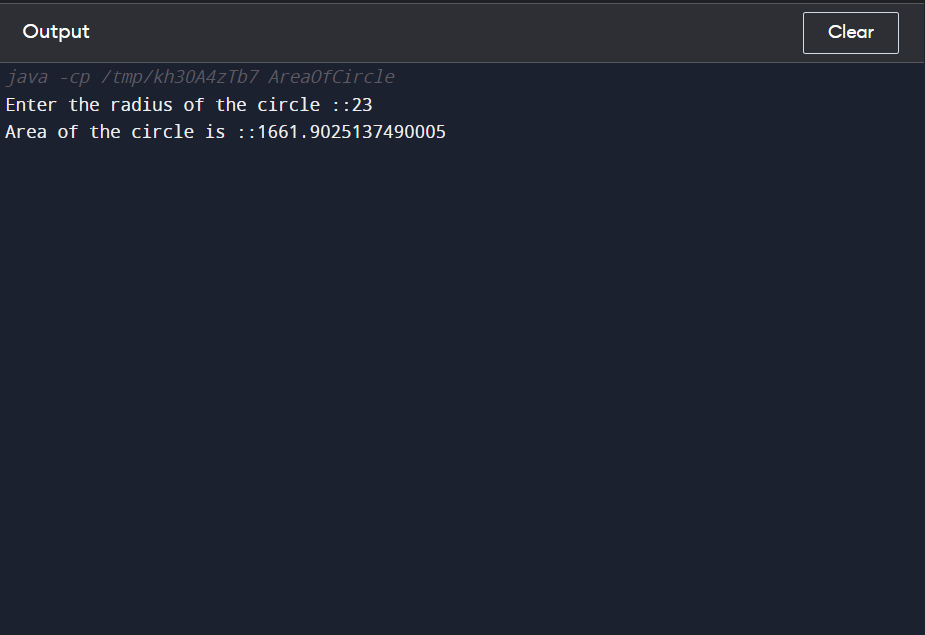 Output
Clear
java -cp /tmp/kh3OA4zTb7 AreaOfCircle
Enter the radius of the circle ::23
Area of the circle is ::1661.9025137490005